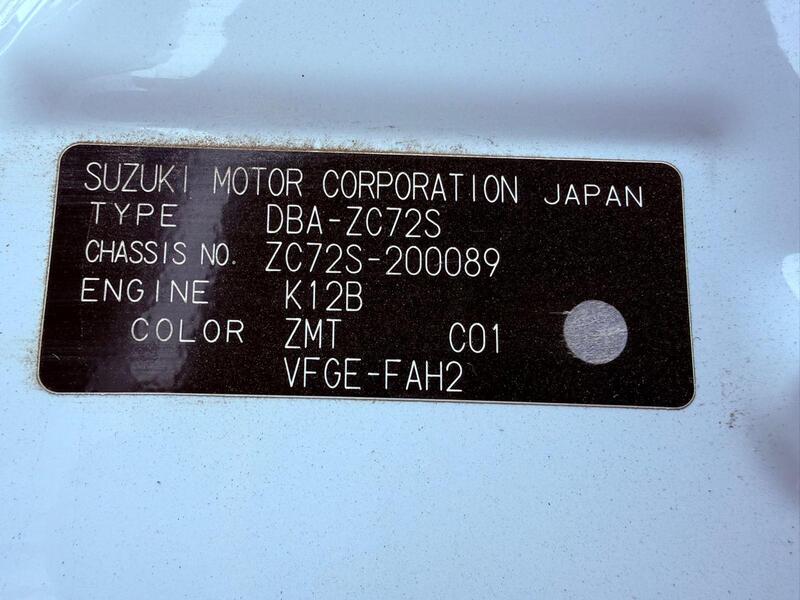 SUZUKI MOTOR CORPORATION JAPAN
TYPE DBA-ZC72S
CHASSIS NO. ZC72S-200089
ENGINE K12B
COLOR ZMT C01
VFGE-FAH2